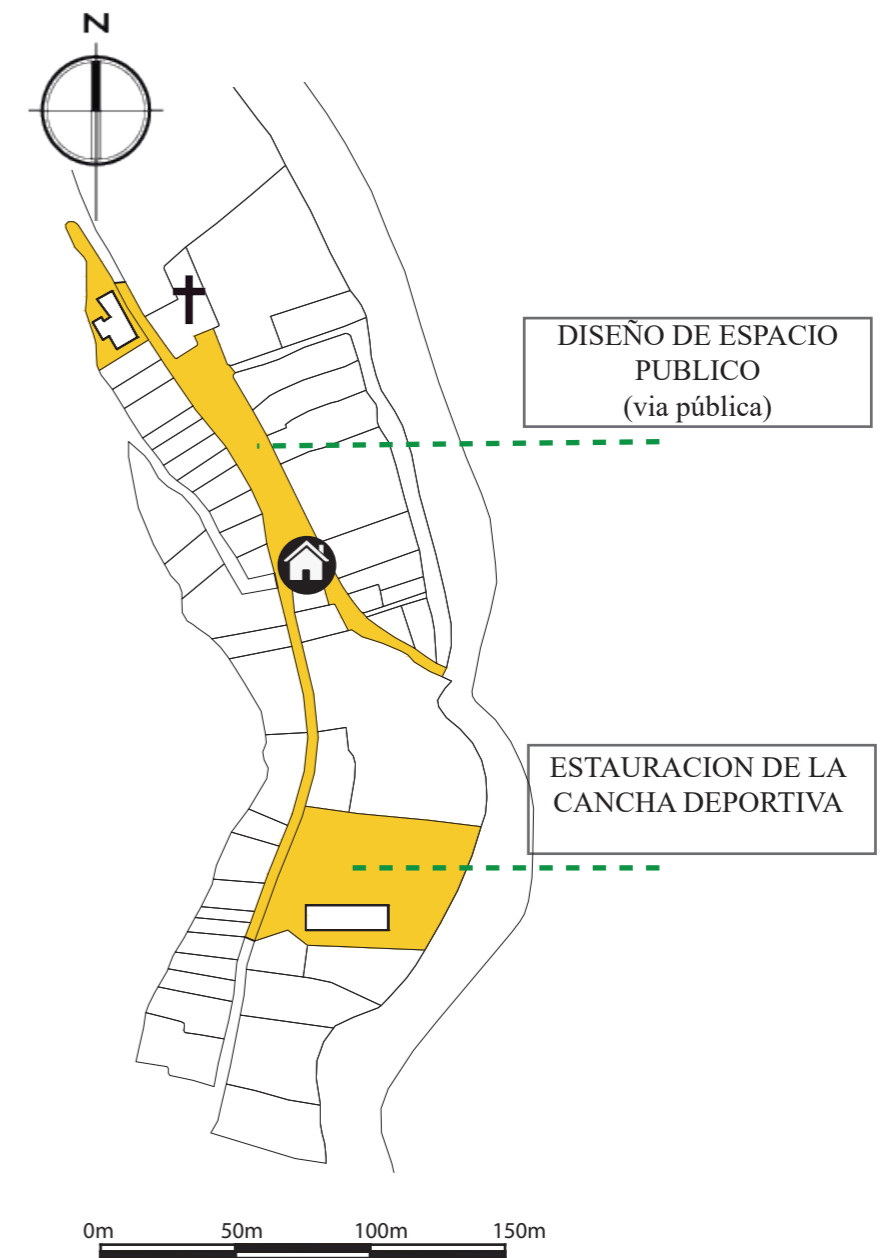 N
DISEÑO DE ESPACIO
PUBLICO
(via pública)
ESTAURACION DE LA
CANCHA DEPORTIVA
0m 50m 100m 150m